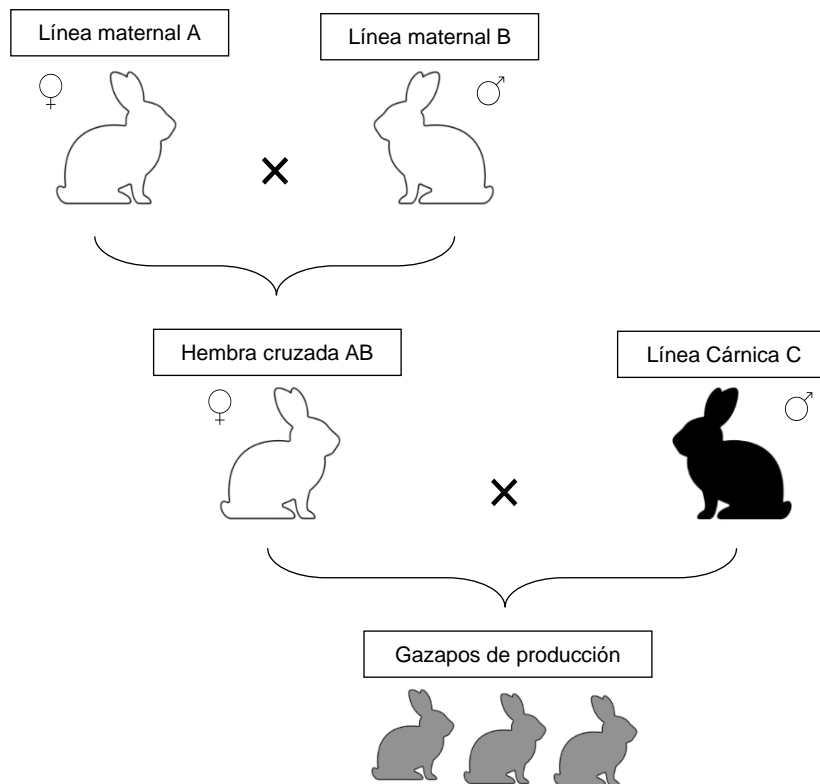 Línea maternal A
Línea maternal B
Hembra cruzada AB
Línea Cárnica C
Gazapos de producción